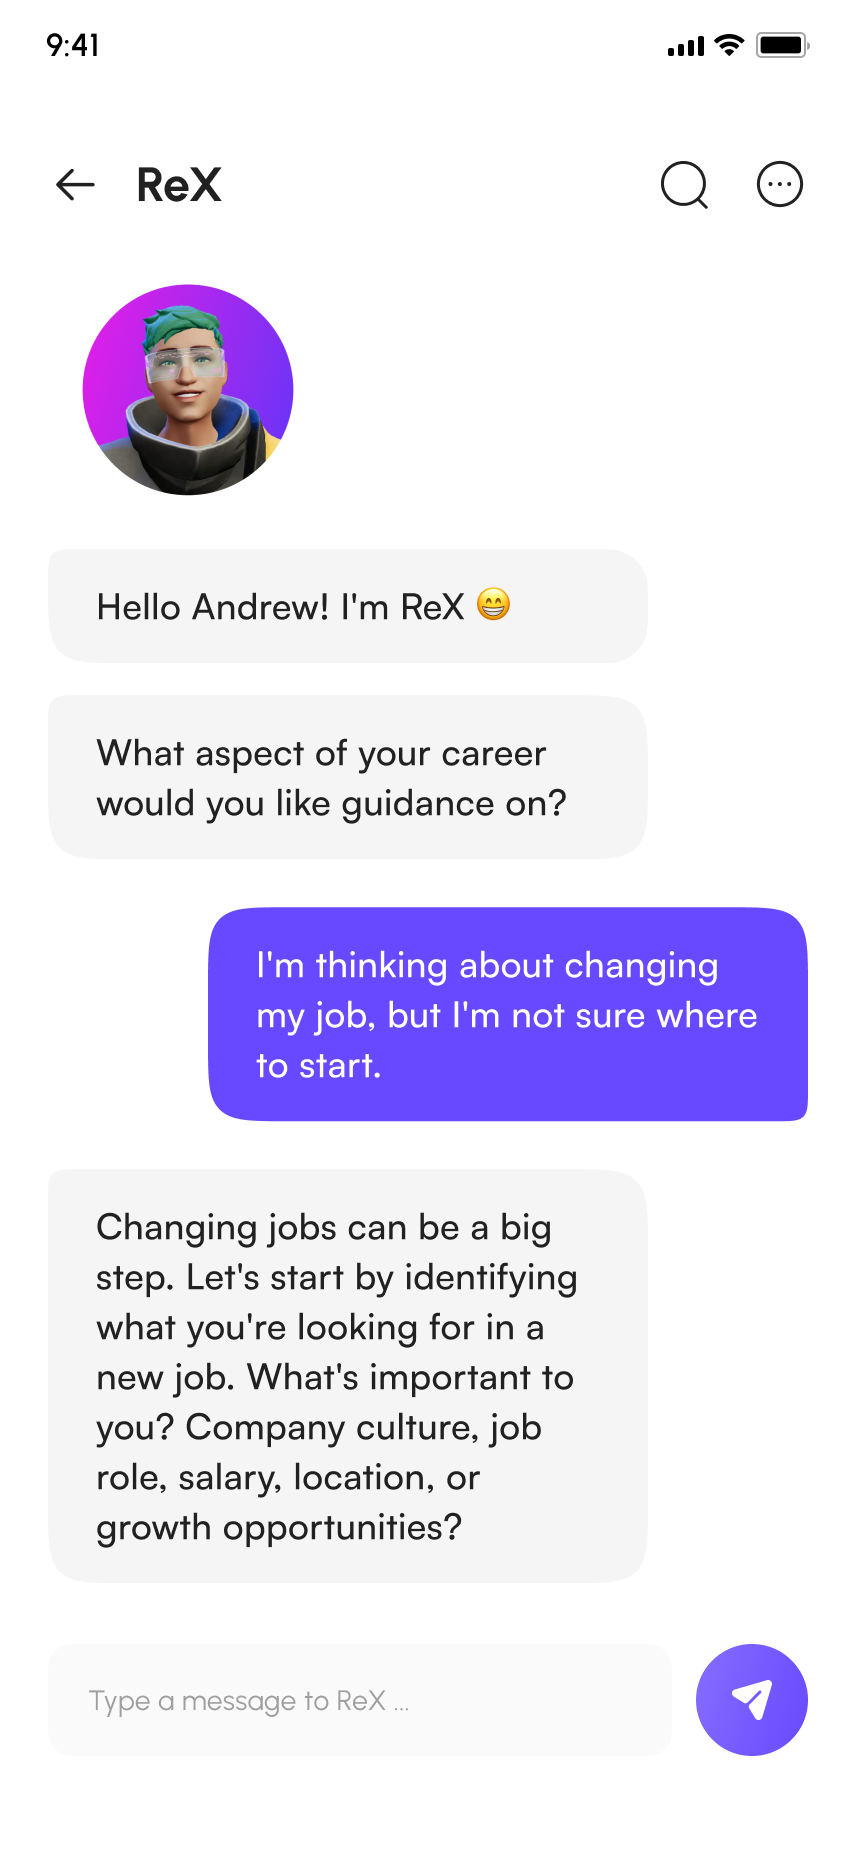 9:41
ReX
Hello Andrew! I'm ReX 😁
What aspect of your career
would you like guidance on?
I'm thinking about changing
my job, but I'm not sure where
to start.
Changing jobs can be a big
step. Let's start by identifying
what you're looking for in a
new job. What's important to
you? Company culture, job
role, salary, location, or
growth opportunities?
Type a message to ReX ...